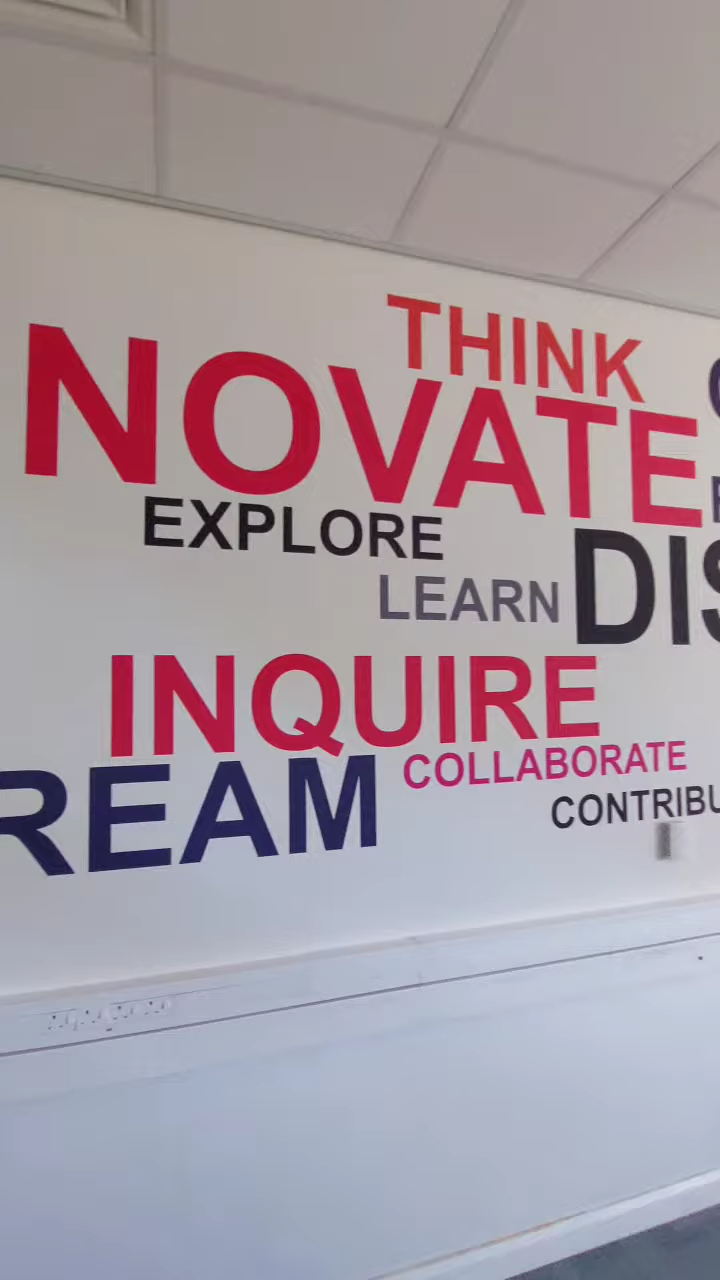 THINK
NOVATE
EXPLORE
LEARN
DIS
INQUIRE
COLLABORATE
REAM
CONTRIBU